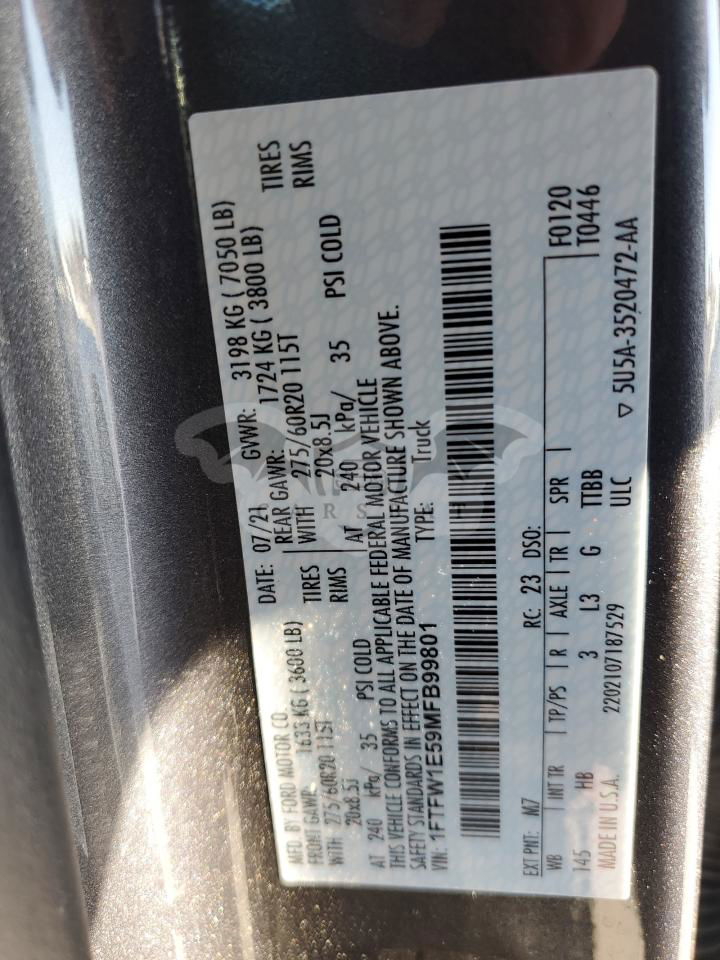 MFD. BY FORD MOTOR CO.
DATE: 07/21 GVWR: 3198 KG ( 7050 LB)
FRONT GAWR: 1633 KG ( 3600 LB) REAR GAWR: 1724 KG ( 3800 LB)
WITH 275/60R20 115T TIRES WITH 275/60R20 115T TIRES
20x8.5J RIMS 20x8.5J RIMS
AT 240 kPa/ 35 PSI COLD AT 240 kPa/ 35 PSI COLD
THIS VEHICLE CONFORMS TO ALL APPLICABLE FEDERAL MOTOR VEHICLE
SAFETY STANDARDS IN EFFECT ON THE DATE OF MANUFACTURE SHOWN ABOVE.
VIN: 1FTFW1E59MFB99801 TYPE: Truck
EXT PNT: M7 RC: 23 DSO: F0120
WB INT TR TP/PS R AXLE TR SPR T0446
145 HB 3 L3 G TTBB
MADE IN U.S.A. 2202107187529 ULC ▽ 5U5A-3520472-AA